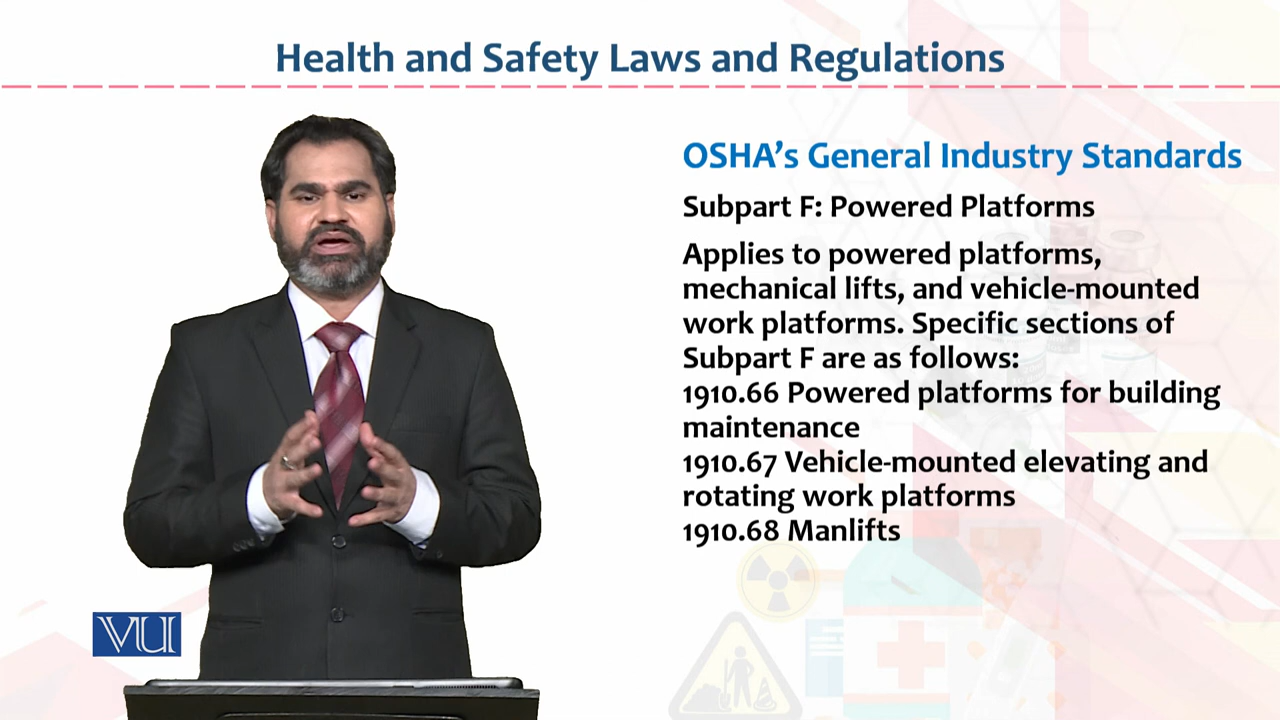 Health and Safety Laws and Regulations
OSHA's General Industry Standards
Subpart F: Powered Platforms
Applies to powered platforms,
mechanical lifts, and vehicle-mounted
work platforms. Specific sections of
Subpart F are as follows:
1910.66 Powered platforms for building
maintenance
1910.67 Vehicle-mounted elevating and
rotating work platforms
1910.68 Manlifts
VU